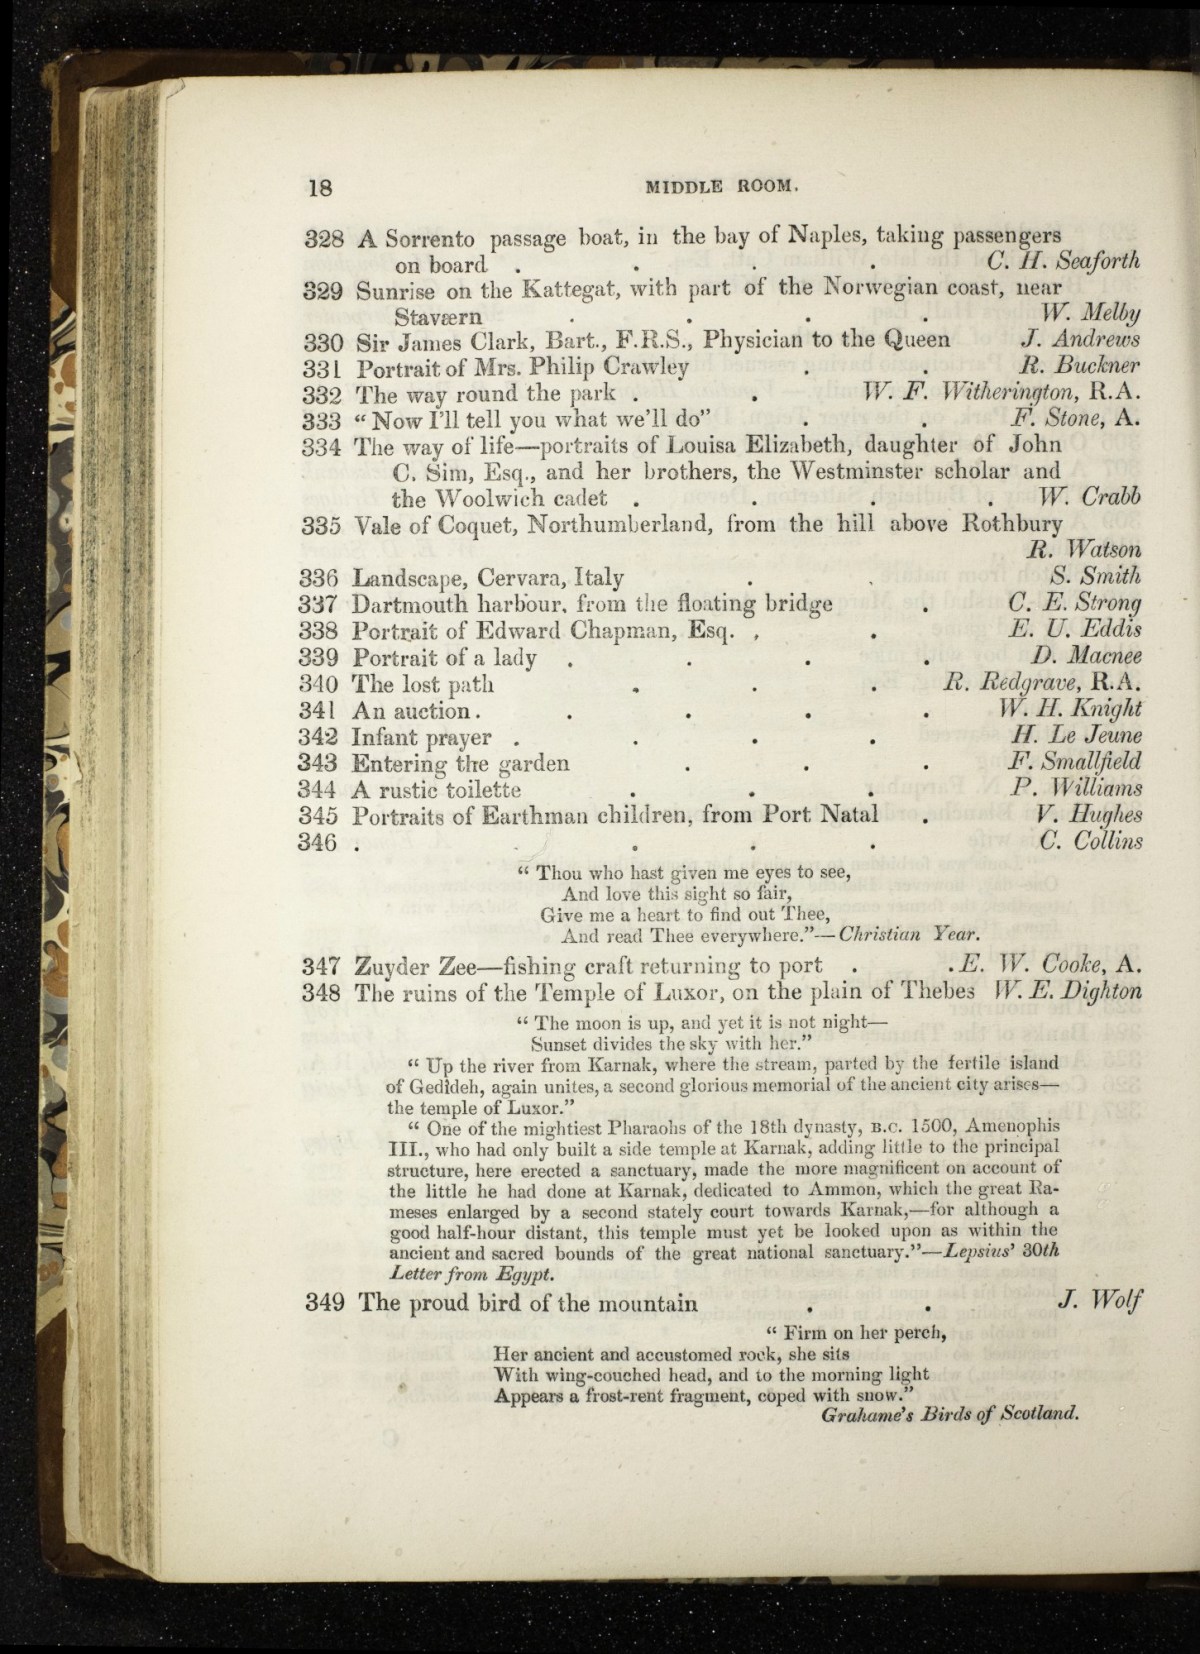 18 MIDDLE ROOM.
328 A Sorrento passage boat, in the bay of Naples, taking passengers
on board . . . . C. H. Seaforth
329 Sunrise on the Kattegat, with part of the Norwegian coast, near
Stavæern . . . . W. Melby
330 Sir James Clark, Bart., F.R.S., Physician to the Queen J. Andrews
331 Portrait of Mrs. Philip Crawley . . R. Buckner
332 The way round the park . . W. F. Witherington, R.A.
333 “Now I’ll tell you what we’ll do” . . F. Stone, A.
334 The way of life—portraits of Louisa Elizabeth, daughter of John
C. Sim, Esq., and her brothers, the Westminster scholar and
the Woolwich cadet . . . . W. Crabb
335 Vale of Coquet, Northumberland, from the hill above Rothbury
R. Watson
336 Landscape, Cervara, Italy . . S. Smith
337 Dartmouth harbour, from the floating bridge . C. E. Strong
338 Portrait of Edward Chapman, Esq. . . E. U. Eddis
339 Portrait of a lady . . . . D. Macnee
340 The lost path . . . R. Redgrave, R.A.
341 An auction . . . . . W. H. Knight
342 Infant prayer . . . . H. Le Jeune
343 Entering the garden . . . F. Smallfield
344 A rustic toilette . . . P. Williams
345 Portraits of Earthman children, from Port Natal . V. Hughes
346 . . . . C. Collins
“Thou who hast given me eyes to see,
And love this sight so fair,
Give me a heart to find out Thee,
And read Thee everywhere.”—Christian Year.
347 Zuyder Zee—fishing craft returning to port . . E. W. Cooke, A.
348 The ruins of the Temple of Luxor, on the plain of Thebes W. E. Dighton
“The moon is up, and yet it is not night—
Sunset divides the sky with her.”
“Up the river from Karnak, where the stream, parted by the fertile island
of Gedideh, again unites, a second glorious memorial of the ancient city arises—
the temple of Luxor.”
“One of the mightiest Pharaohs of the 18th dynasty, B.C. 1500, Amenophis
III., who had only built a side temple at Karnak, adding little to the principal
structure, here erected a sanctuary, made the more magnificent on account of
the little he had done at Karnak, dedicated to Ammon, which the great Ra-
meses enlarged by a second stately court towards Karnak,—for although a
good half-hour distant, this temple must yet be looked upon as within the
ancient and sacred bounds of the great national sanctuary.”—Lepsius’ 30th
Letter from Egypt.
349 The proud bird of the mountain . . J. Wolf
“Firm on her perch,
Her ancient and accustomed rock, she sits
With wing-couched head, and to the morning light
Appears a frost-rent fragment, coped with snow.”
Grahame’s Birds of Scotland.